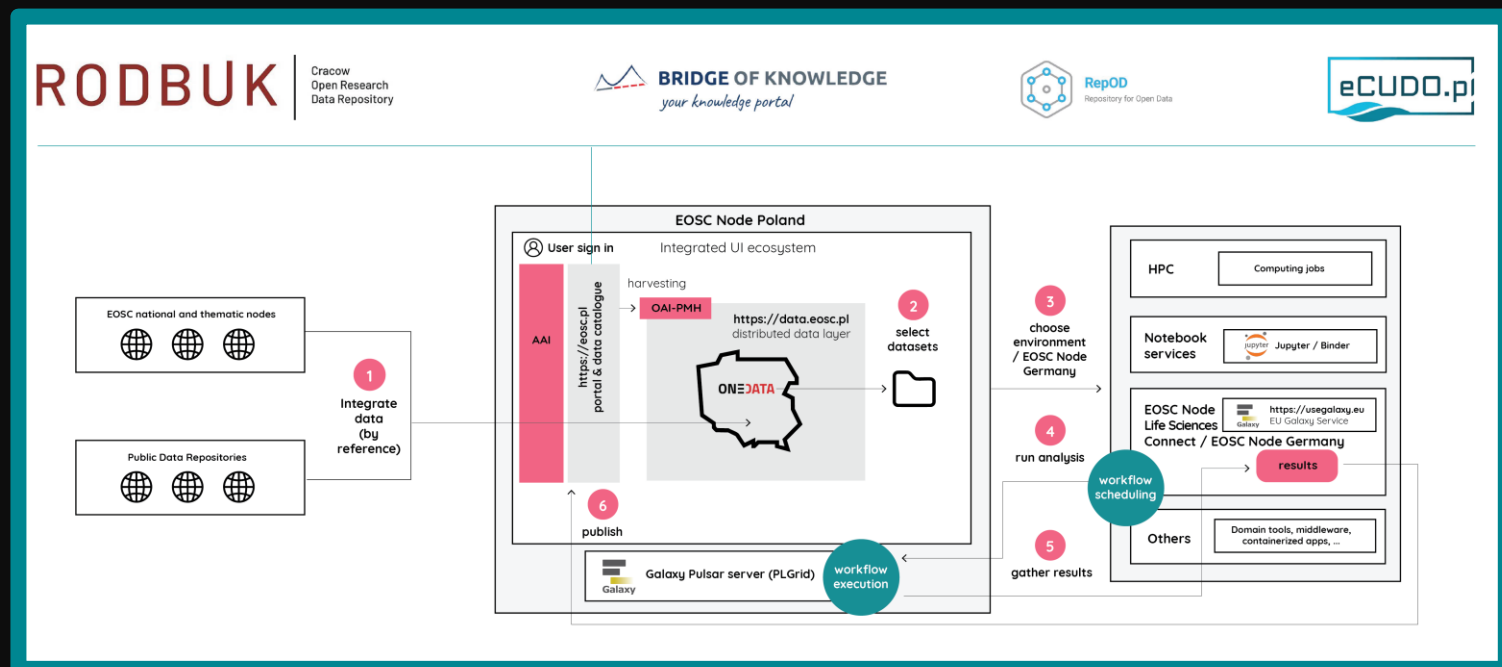 RODBUK
Cracow
Open Research
Data Repository
BRIDGE OF KNOWLEDGE
your knowledge portal
RepOD
Repository for Open Data
eCUDO.pl
EOSC Node Poland
User sign in
Integrated UI ecosystem
AAI
https://eosc.pl
portal & data catalogue
harvesting
OAI-PMH
https://data.eosc.pl
distributed data layer
ONEDATA
2
select
datasets
EOSC national and thematic nodes
Public Data Repositories
1
Integrate
data
(by
reference)
6
publish
Galaxy
Galaxy Pulsar server (PLGrid)
workflow
execution
3
choose
environment
/ EOSC Node
Germany
4
run analysis
workflow
scheduling
5
gather results
HPC
Computing jobs
Notebook
services
jupyter
Jupyter / Binder
EOSC Node
Life Sciences
Connect / EOSC Node Germany
Galaxy
https://usegalaxy.eu
EU Galaxy Service
results
Others
Domain tools, middleware,
containerized apps, ...